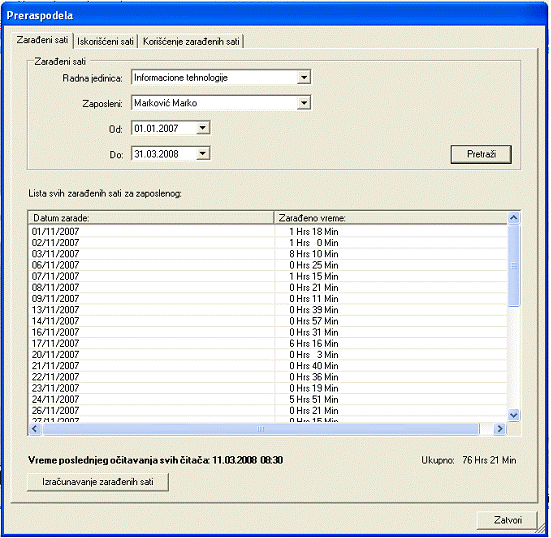 Preraspodela
Zarađeni sati Iskorišćeni sati Korišćenje zarađenih sati
Zarađeni sati
Radna jedinica: Informacione tehnologije
Zaposleni: Marković Marko
Od: 01.01.2007
Do: 31.03.2008
Pretraži
Lista svih zarađenih sati za zaposlenog:
Datum zarade: Zarađeno vreme:
01/11/2007 1 Hrs 18 Min
02/11/2007 1 Hrs 0 Min
03/11/2007 8 Hrs 10 Min
06/11/2007 0 Hrs 25 Min
07/11/2007 1 Hrs 15 Min
08/11/2007 0 Hrs 21 Min
09/11/2007 0 Hrs 11 Min
13/11/2007 0 Hrs 39 Min
14/11/2007 0 Hrs 57 Min
16/11/2007 0 Hrs 31 Min
17/11/2007 6 Hrs 16 Min
20/11/2007 0 Hrs 3 Min
21/11/2007 0 Hrs 40 Min
22/11/2007 0 Hrs 36 Min
23/11/2007 0 Hrs 19 Min
24/11/2007 5 Hrs 51 Min
26/11/2007 0 Hrs 21 Min
27/11/2007 0 Hrs 15 Min
Vreme poslednjeg očitavanja svih čitača: 11.03.2008 08:30 Ukupno: 76 Hrs 21 Min
Izračunavanje zarađenih sati
Zatvori